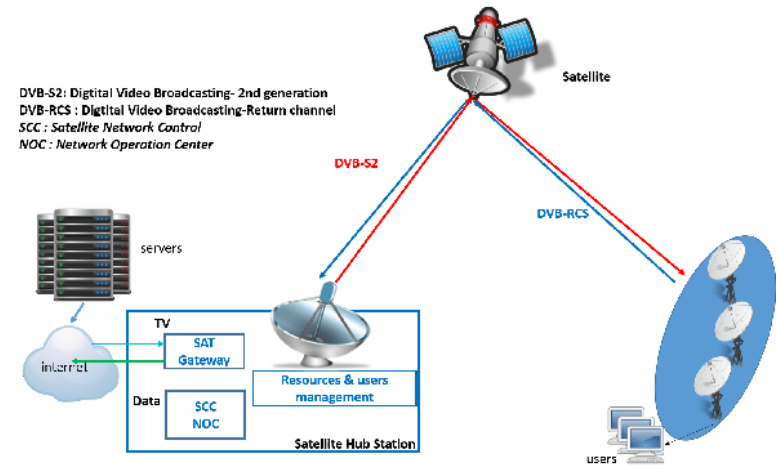 Satellite
DVB-S2: Digtital Video Broadcasting- 2nd generation
DVB-RCS : Digtital Video Broadcasting-Return channel
SCC : Satellite Network Control
NOC : Network Operation Center
DVB-S2
DVB-RCS
servers
TV
SAT
Gateway
internet
Resources & users
management
Data
SCC
NOC
Satellite Hub Station
users